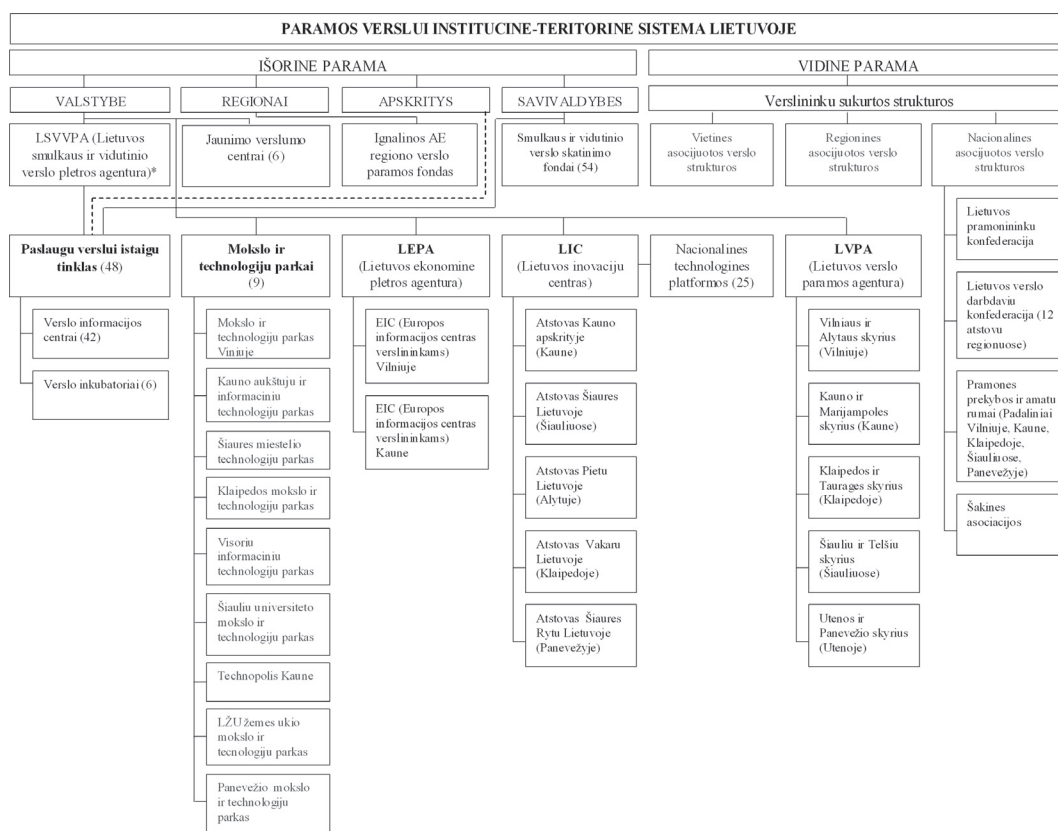 PARAMOS VERSLUI INSTITUCINE-TERITORINE SISTEMA LIETUVOJE
IŠORINE PARAMA
VIDINE PARAMA
VALSTYBE
REGIONAI
APSKRITYS
SAVIVALDYBES
Verslininku sukurtos strukturos
LSVVPA (Lietuvos
smulkaus ir vidutinio
verslo pletros agentura)*
Jaunimo verslumo
centrai (6)
Ignalinos AE
regiono verslo
paramos fondas
Smulkaus ir vidutinio
verslo skatinimo
fondai (54)
Vietines
asocijuotos verslo
strukturos
Regionines
asocijuotos verslo
strukturos
Nacionalines
asocijuotos verslo
strukturos
Paslaugu verslui istaigu
tinklas (48)
Verslo informacijos
centrai (42)
Verslo inkubatoriai (6)
Mokslo ir
technologiju parkai
(9)
Mokslo ir
technologiju parkas
Viniuje
Kauno aukštuju ir
informaciniu
technologiju parkas
Šiaures miestelio
technologiju parkas
Klaipedos mokslo ir
technologiju parkas
Visoriu
informaciniu
technologiju parkas
Šiauliu universiteto
mokslo ir
technologiju parkas
Technopolis Kaune
LŽU žemes ukio
mokslo ir
tecnologiju parkas
Panevežio mokslo
ir technologiju
parkas
LEPA
(Lietuvos ekonomine
pletros agentura)
EIC (Europos
informacijos centras
verslininkams)
Vilniuje
EIC (Europos
informacijos centras
verslininkams)
Kaune
LIC
(Lietuvos inovaciju
centras)
Atstovas Kauno
apskrityje
(Kaune)
Atstovas Šiaures
Lietuvoje
(Šiauliuose)
Atstovas Pietu
Lietuvoje
(Alytuje)
Atstovas Vakaru
Lietuvoje
(Klaipedoje)
Atstovas Šiaures
Rytu Lietuvoje
(Panevežyje)
Nacionalines
technologines
platformos (25)
LVPA
(Lietuvos verslo
paramos agentura)
Vilniaus ir
Alytaus skyrius
(Vilniuje)
Kauno ir
Marijampoles
skyrius (Kaune)
Klaipedos ir
Taurages skyrius
(Klaipedoje)
Šiauliu ir Telšiu
skyrius
(Šiauliuose)
Utenos ir
Panevežio skyrius
(Utenoje)
Lietuvos
pramonininku
konfederacija
Lietuvos verslo
darbdaviu
konfederacija (12
atstovu
regionuose)
Pramones
prekybos ir amatu
rumai (Padaliniai
Vilniuje, Kaune,
Klaipedoje,
Šiauliuose,
Panevežyje)
Šakines
asociacijos